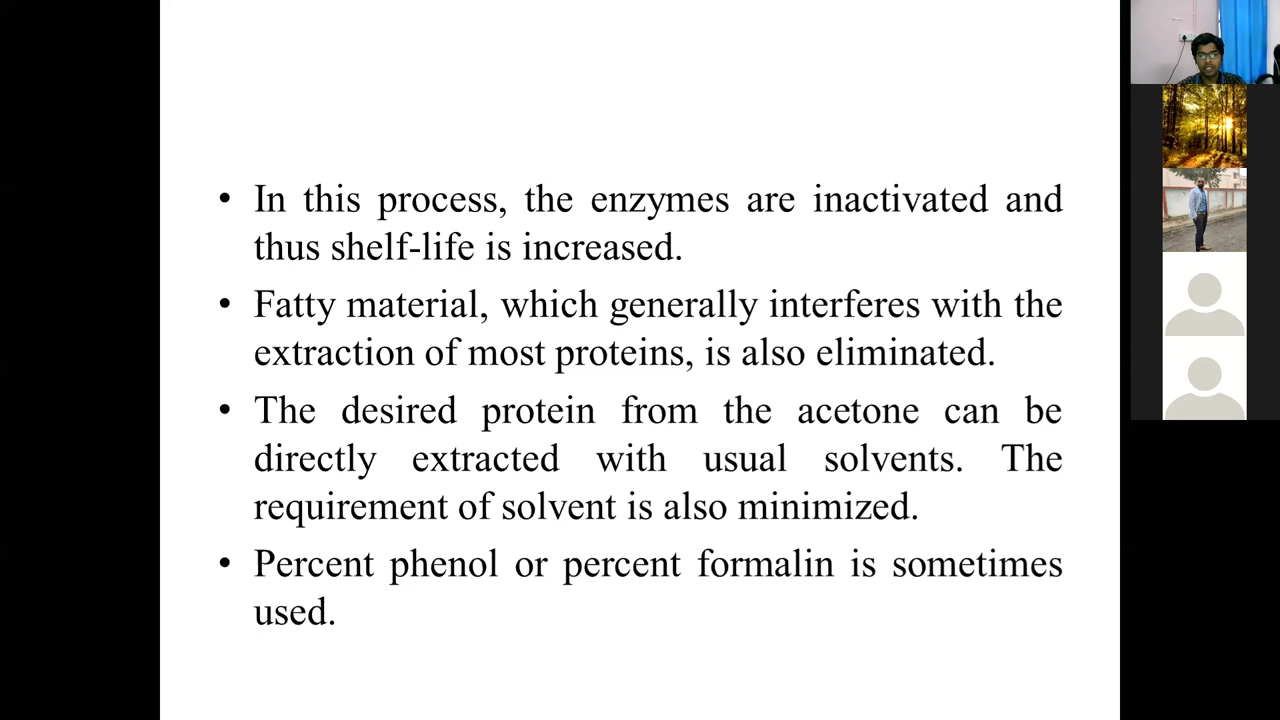 • In this process, the enzymes are inactivated and
thus shelf-life is increased.
• Fatty material, which generally interferes with the
extraction of most proteins, is also eliminated.
• The desired protein from the acetone can be
directly extracted with usual solvents. The
requirement of solvent is also minimized.
• Percent phenol or percent formalin is sometimes
used.